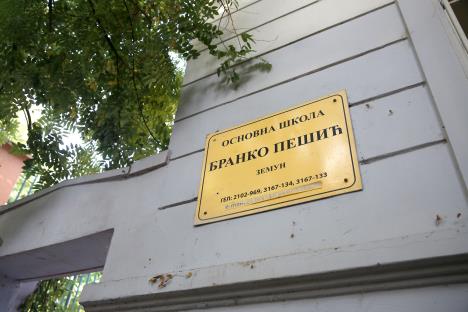 ОСНОВНА ШКОЛА
БРАНКО ПЕШИЋ
ЗЕМУН
ТЕЛ: 2102-969, 3167-134, 3167-133